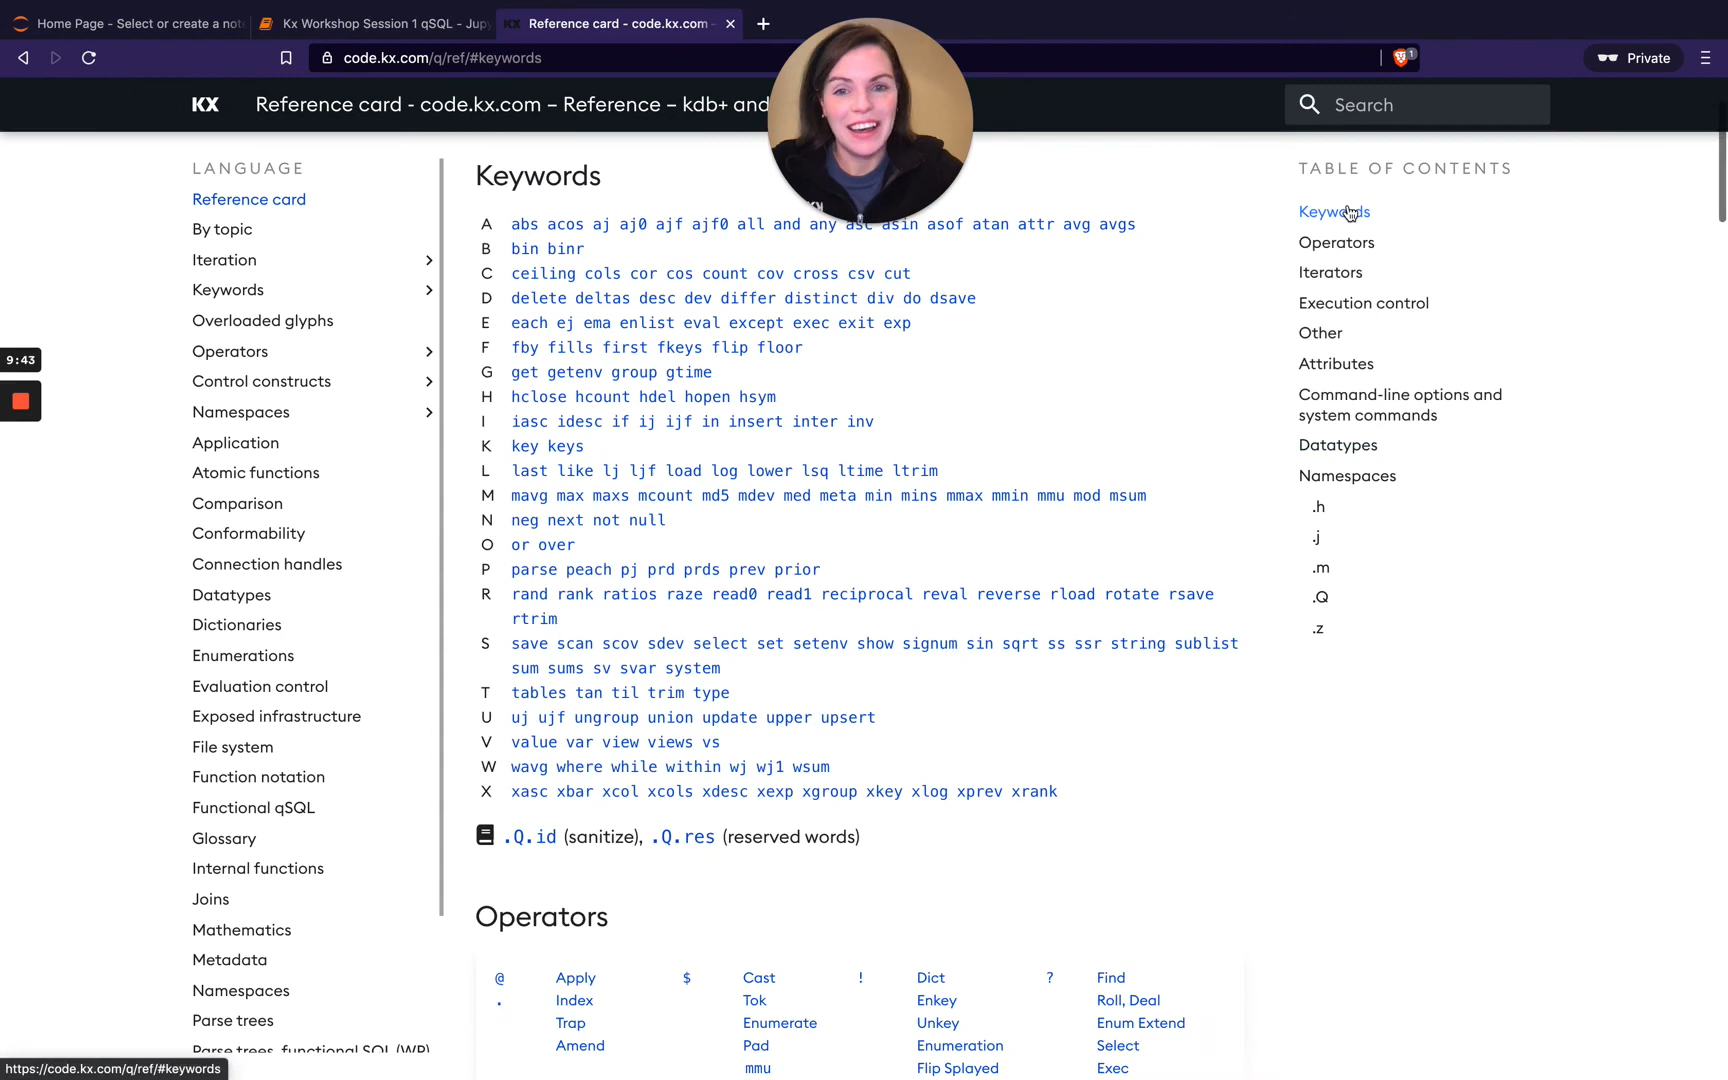 Home Page - Select or create a not
Kx Workshop Session 1 qSQL - Jup
Reference card - code.kx.com
code.kx.com/q/ref/#keywords
1
Private
KX
Reference card - code.kx.com – Reference – kdb+ and
Search
LANGUAGE
Reference card
By topic
Iteration
Keywords
Overloaded glyphs
Operators
Control constructs
Namespaces
Application
Atomic functions
Comparison
Conformability
Connection handles
Datatypes
Dictionaries
Enumerations
Evaluation control
Exposed infrastructure
File system
Function notation
Functional qSQL
Glossary
Internal functions
Joins
Mathematics
Metadata
Namespaces
Parse trees
Parse trees, functional SQL (WP)
9:43
Keywords
A abs acos aj aj0 ajf ajf0 all and any asc asin asof atan attr avg avgs
B bin binr
C ceiling cols cor cos count cov cross csv cut
D delete deltas desc dev differ distinct div do dsave
E each ej ema enlist eval except exec exit exp
F fby fills first fkeys flip floor
G get getenv group gtime
H hclose hcount hdel hopen hsym
I iasc idesc if ij ijf in insert inter inv
K key keys
L last like lj ljf load log lower lsq ltime ltrim
M mavg max maxs mcount md5 mdev med meta min mins mmax mmin mmu mod msum
N neg next not null
O or over
P parse peach pj prd prds prev prior
R rand rank ratios raze read0 read1 reciprocal reval reverse rload rotate rsave
rtrim
S save scan scov sdev select set setenv show signum sin sqrt ss ssr string sublist
sum sums sv svar system
T tables tan til trim type
U uj ujf ungroup union update upper upsert
V value var view views vs
W wavg where while within wj wj1 wsum
X xasc xbar xcol xcols xdesc xexp xgroup xkey xlog xprev xrank
.Q.id (sanitize), .Q.res (reserved words)
Operators
@ Apply $ Cast ! Dict ? Find
. Index Tok Enkey Roll, Deal
Trap Enumerate Unkey Enum Extend
Amend Pad Enumeration Select
mmu Flip Splayed Exec
TABLE OF CONTENTS
Keywords
Operators
Iterators
Execution control
Other
Attributes
Command-line options and
system commands
Datatypes
Namespaces
.h
.j
.m
.Q
.z
https://code.kx.com/q/ref/#keywords